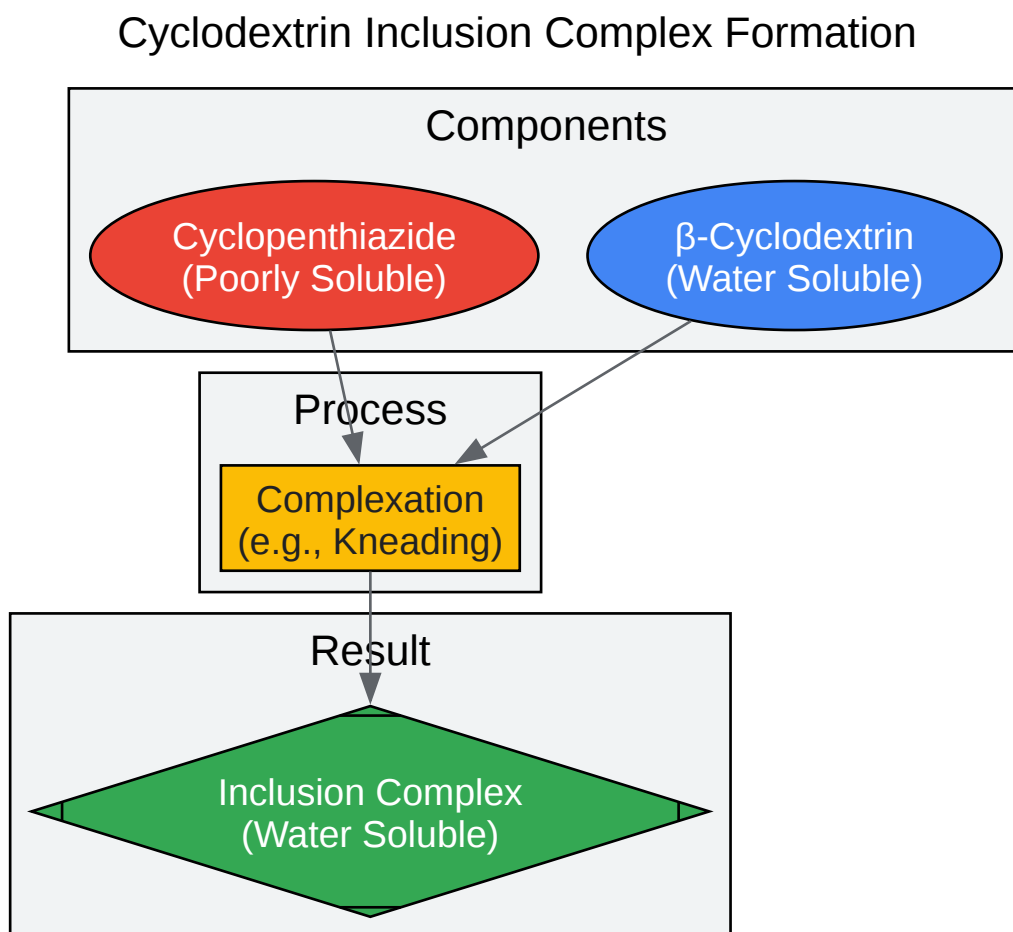 Cyclodextrin Inclusion Complex Formation
Components
Cyclopenthiazide
(Poorly Soluble)
β-Cyclodextrin
(Water Soluble)
Process
Complexation
(e.g., Kneading)
Result
Inclusion Complex
(Water Soluble)